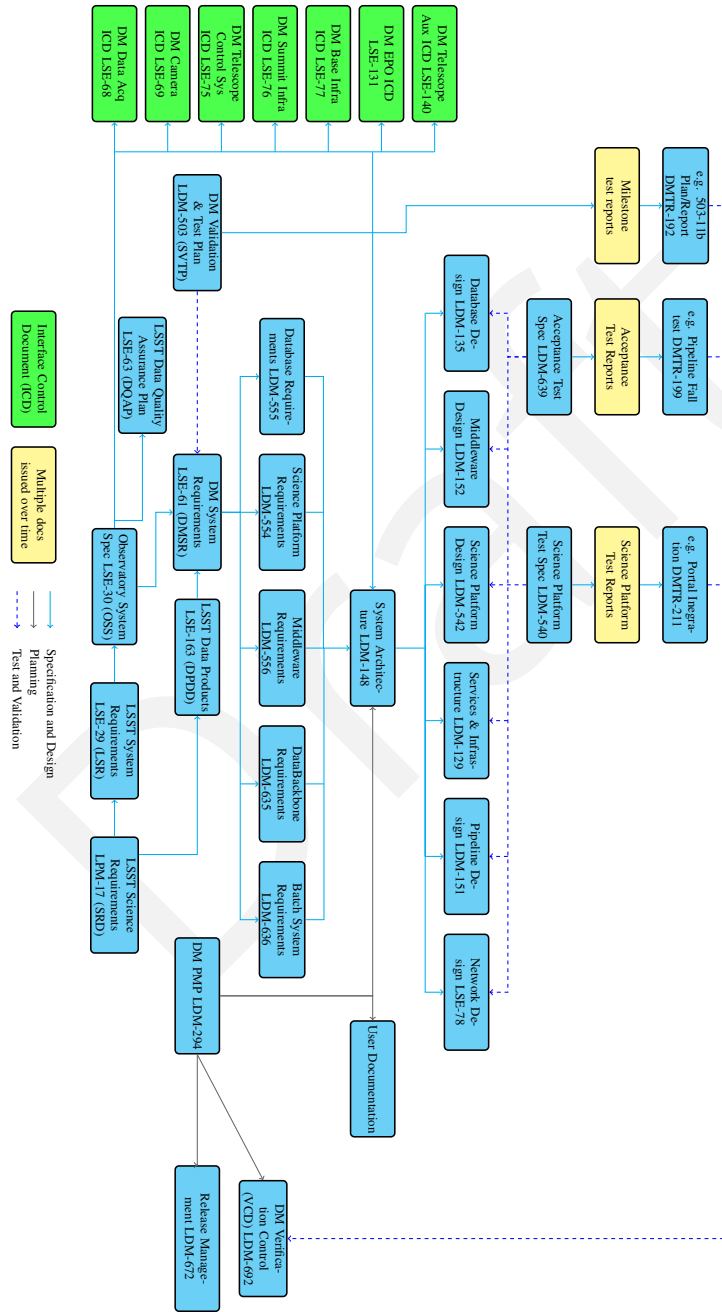 e.g. 503-11b
Plan/Report
DMTR-192
e.g. Pipeline Fall
test DMTR-199
e.g. Portal Inegra-
tion DMTR-211
Milestone
test reports
Acceptance
Test Reports
Science Platform
Test Reports
Acceptance Test
Spec LDM-639
Science Platform
Test Spec LDM-540
Database De-
sign LDM-135
Middleware
Design LDM-152
Science Platform
Design LDM-542
Services & Infras-
tructure LDM-129
Pipeline De-
sign LDM-151
Network De-
sign LSE-78
DM Telescope
Aux ICD LSE-140
DM EPO ICD
LSE-131
DM Base Infra
ICD LSE-77
DM Summit Infra
ICD LSE-76
DM Telescope
Control Sys
ICD LSE-75
DM Camera
ICD LSE-69
DM Data Acq
ICD LSE-68
System Architec-
ture LDM-148
User Documentation
Database Require-
ments LDM-555
Science Platform
Requirements
LDM-554
Middleware
Requirements
LDM-556
DataBackbone
Requirements
LDM-635
Batch System
Requirements
LDM-636
DM Verifica-
tion Control
(VCD) LDM-692
DM Validation
& Test Plan
LDM-503 (SVTP)
DM System
Requirements
LSE-61 (DMSR)
LSST Data Products
LSE-163 (DPDD)
DM PMP LDM-294
Release Manage-
ment LDM-672
LSST Data Quality
Assurance Plan
LSE-63 (DQAP)
Observatory System
Spec LSE-30 (OSS)
LSST System
Requirements
LSE-29 (LSR)
LSST Science
Requirements
LPM-17 (SRD)
Interface Control
Document (ICD)
Multiple docs
issued over time
Specification and Design
Planning
Test and Validation
Draft